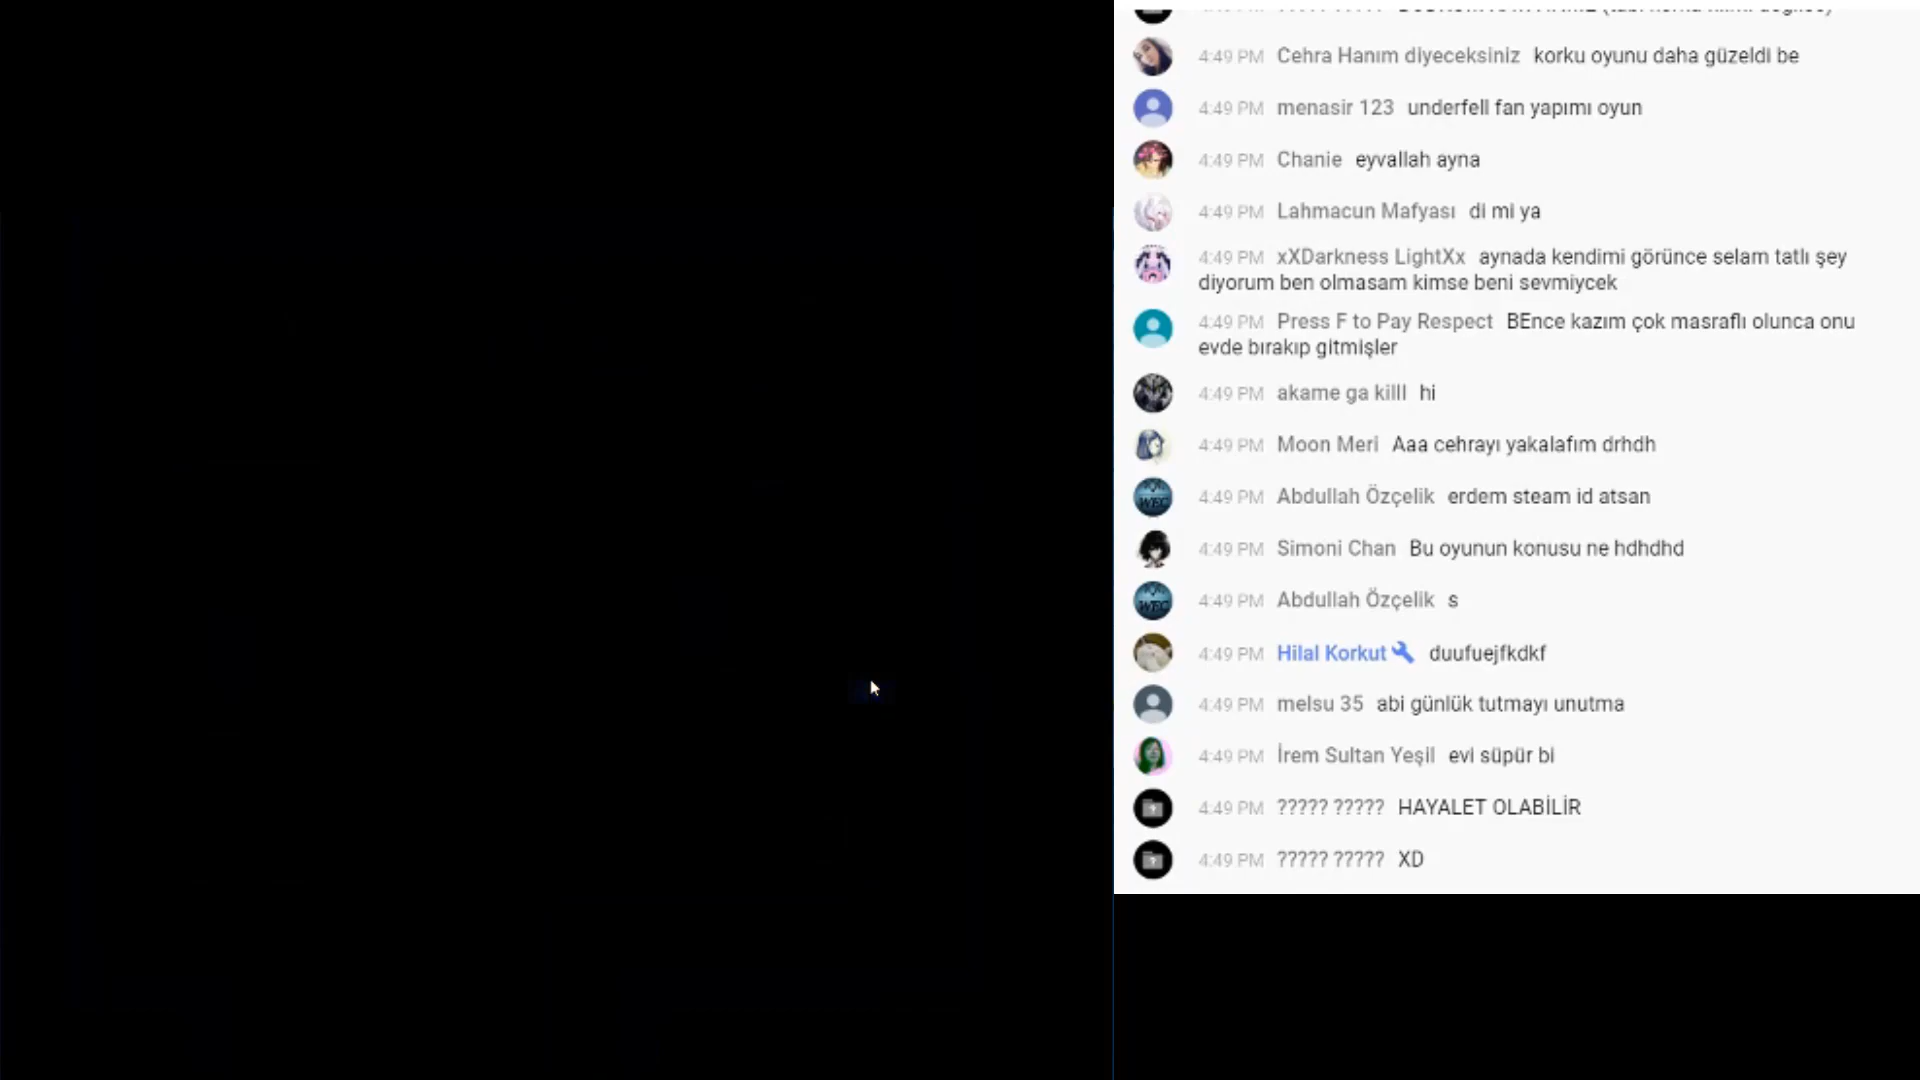 4:49 PM Cehra Hanım diyeceksiniz korku oyunu daha güzeldi be
4:49 PM menasir 123 underfell fan yapımı oyun
4:49 PM Chanie eyvallah ayna
4:49 PM Lahmacun Mafyası di mi ya
4:49 PM xXDarkness LightXx aynada kendimi görünce selam tatlı şey
diyorum ben olmasam kimse beni sevmiycek
4:49 PM Press F to Pay Respect BEnce kazım çok masraflı olunca onu
evde bırakıp gitmişler
4:49 PM akame ga killl hi
4:49 PM Moon Meri Aaa cehrayı yakalafım drhdh
4:49 PM Abdullah Özçelik erdem steam id atsan
4:49 PM Simoni Chan Bu oyunun konusu ne hdhdhd
4:49 PM Abdullah Özçelik s
4:49 PM Hilal Korkut duufuejfkdkf
4:49 PM melsu 35 abi günlük tutmayı unutma
4:49 PM İrem Sultan Yeşil evi süpür bi
4:49 PM ????? ????? HAYALET OLABİLİR
4:49 PM ????? ????? XD